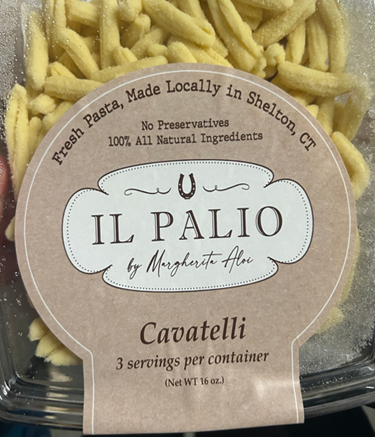 Fresh Pasta, Made Locally in Shelton, CT
No Preservatives
100% All Natural Ingredients
IL PALIO
by Margherita Aloi
Cavatelli
3 servings per container
(Net WT 16 oz.)